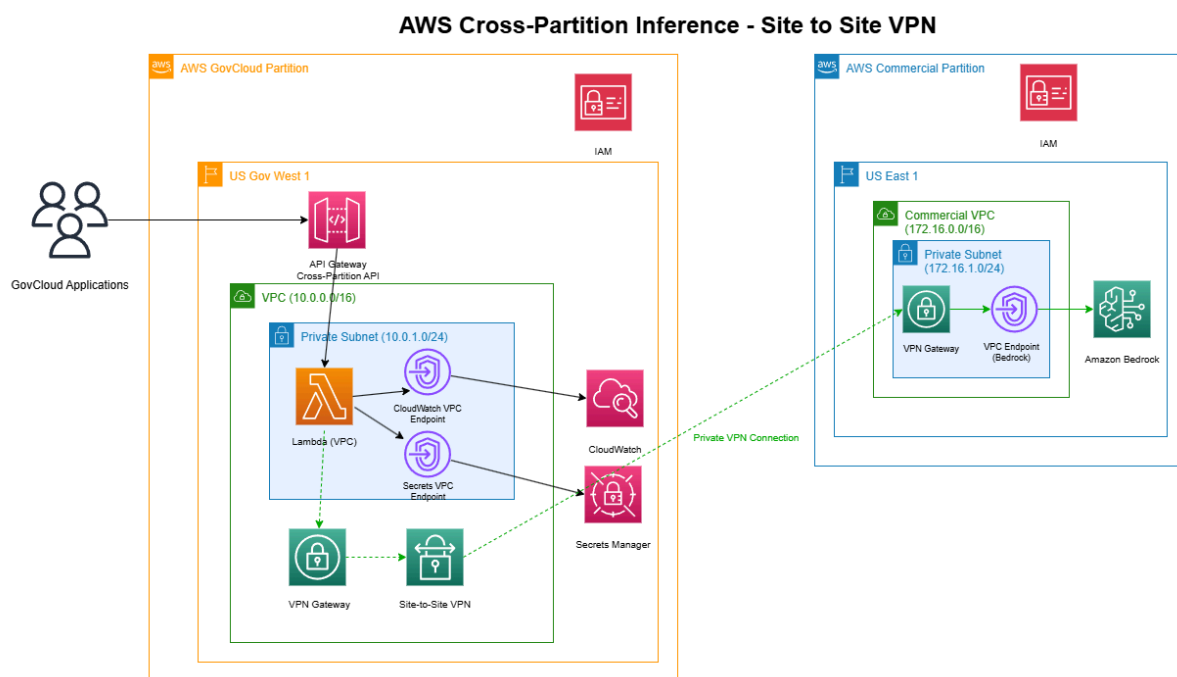 AWS Cross-Partition Inference - Site to Site VPN
aws
AWS GovCloud Partition
IAM
US Gov West 1
GovCloud Applications
API Gateway
Cross-Partition API
VPC (10.0.0.0/16)
Private Subnet (10.0.1.0/24)
Lambda (VPC)
CloudWatch VPC
Endpoint
Secrets VPC
Endpoint
CloudWatch
Secrets Manager
VPN Gateway
Site-to-Site VPN
Private VPN Connection
aws
AWS Commercial Partition
IAM
US East 1
Commercial VPC
(172.16.0.0/16)
Private Subnet
(172.16.1.0/24)
VPN Gateway
VPC Endpoint
(Bedrock)
Amazon Bedrock